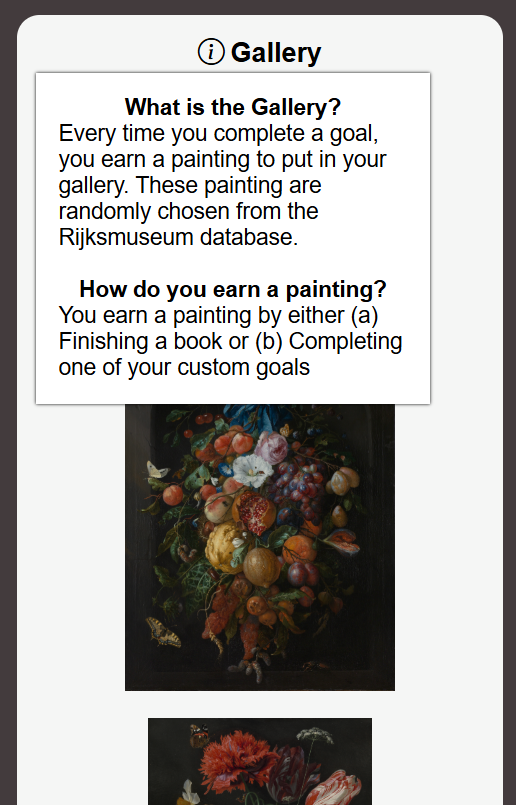 Gallery
What is the Gallery?
Every time you complete a goal,
you earn a painting to put in your
gallery. These painting are
randomly chosen from the
Rijksmuseum database.
How do you earn a painting?
You earn a painting by either (a)
Finishing a book or (b) Completing
one of your custom goals